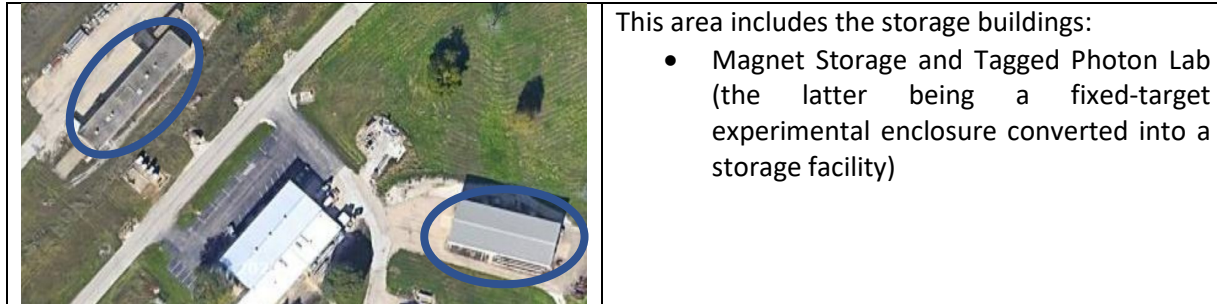 This area includes the storage buildings:
• Magnet Storage and Tagged Photon Lab
(the latter being a fixed-target
experimental enclosure converted into a
storage facility)